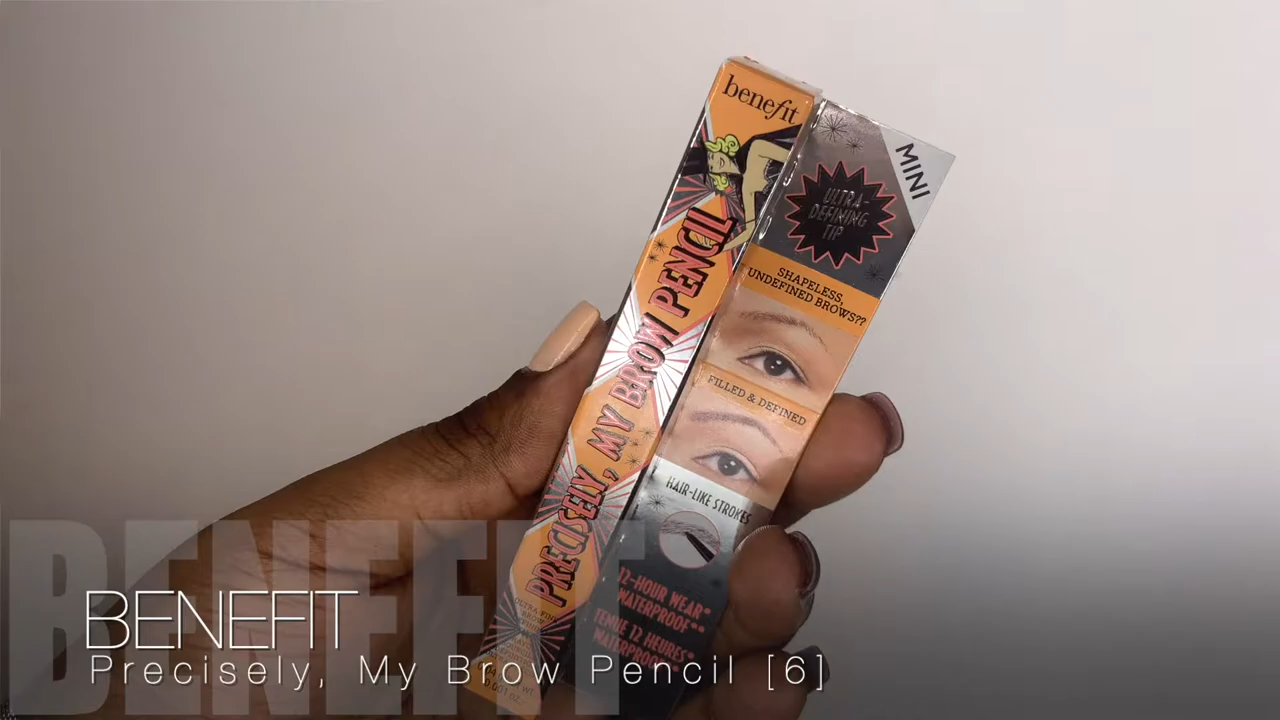 benefit
PRECISELY, MY BROW PENCIL
MINI
ULTRA-
DEFINING
TIP
SHAPELESS,
UNDEFINED BROWS??
FILLED & DEFINED
HAIR-LIKE STROKES
12-HOUR WEAR*
WATERPROOF**
TENUE 12 HEURES*
WATERPROOF**
BENEFIT
BENEFIT
Precisely, My Brow Pencil [6]